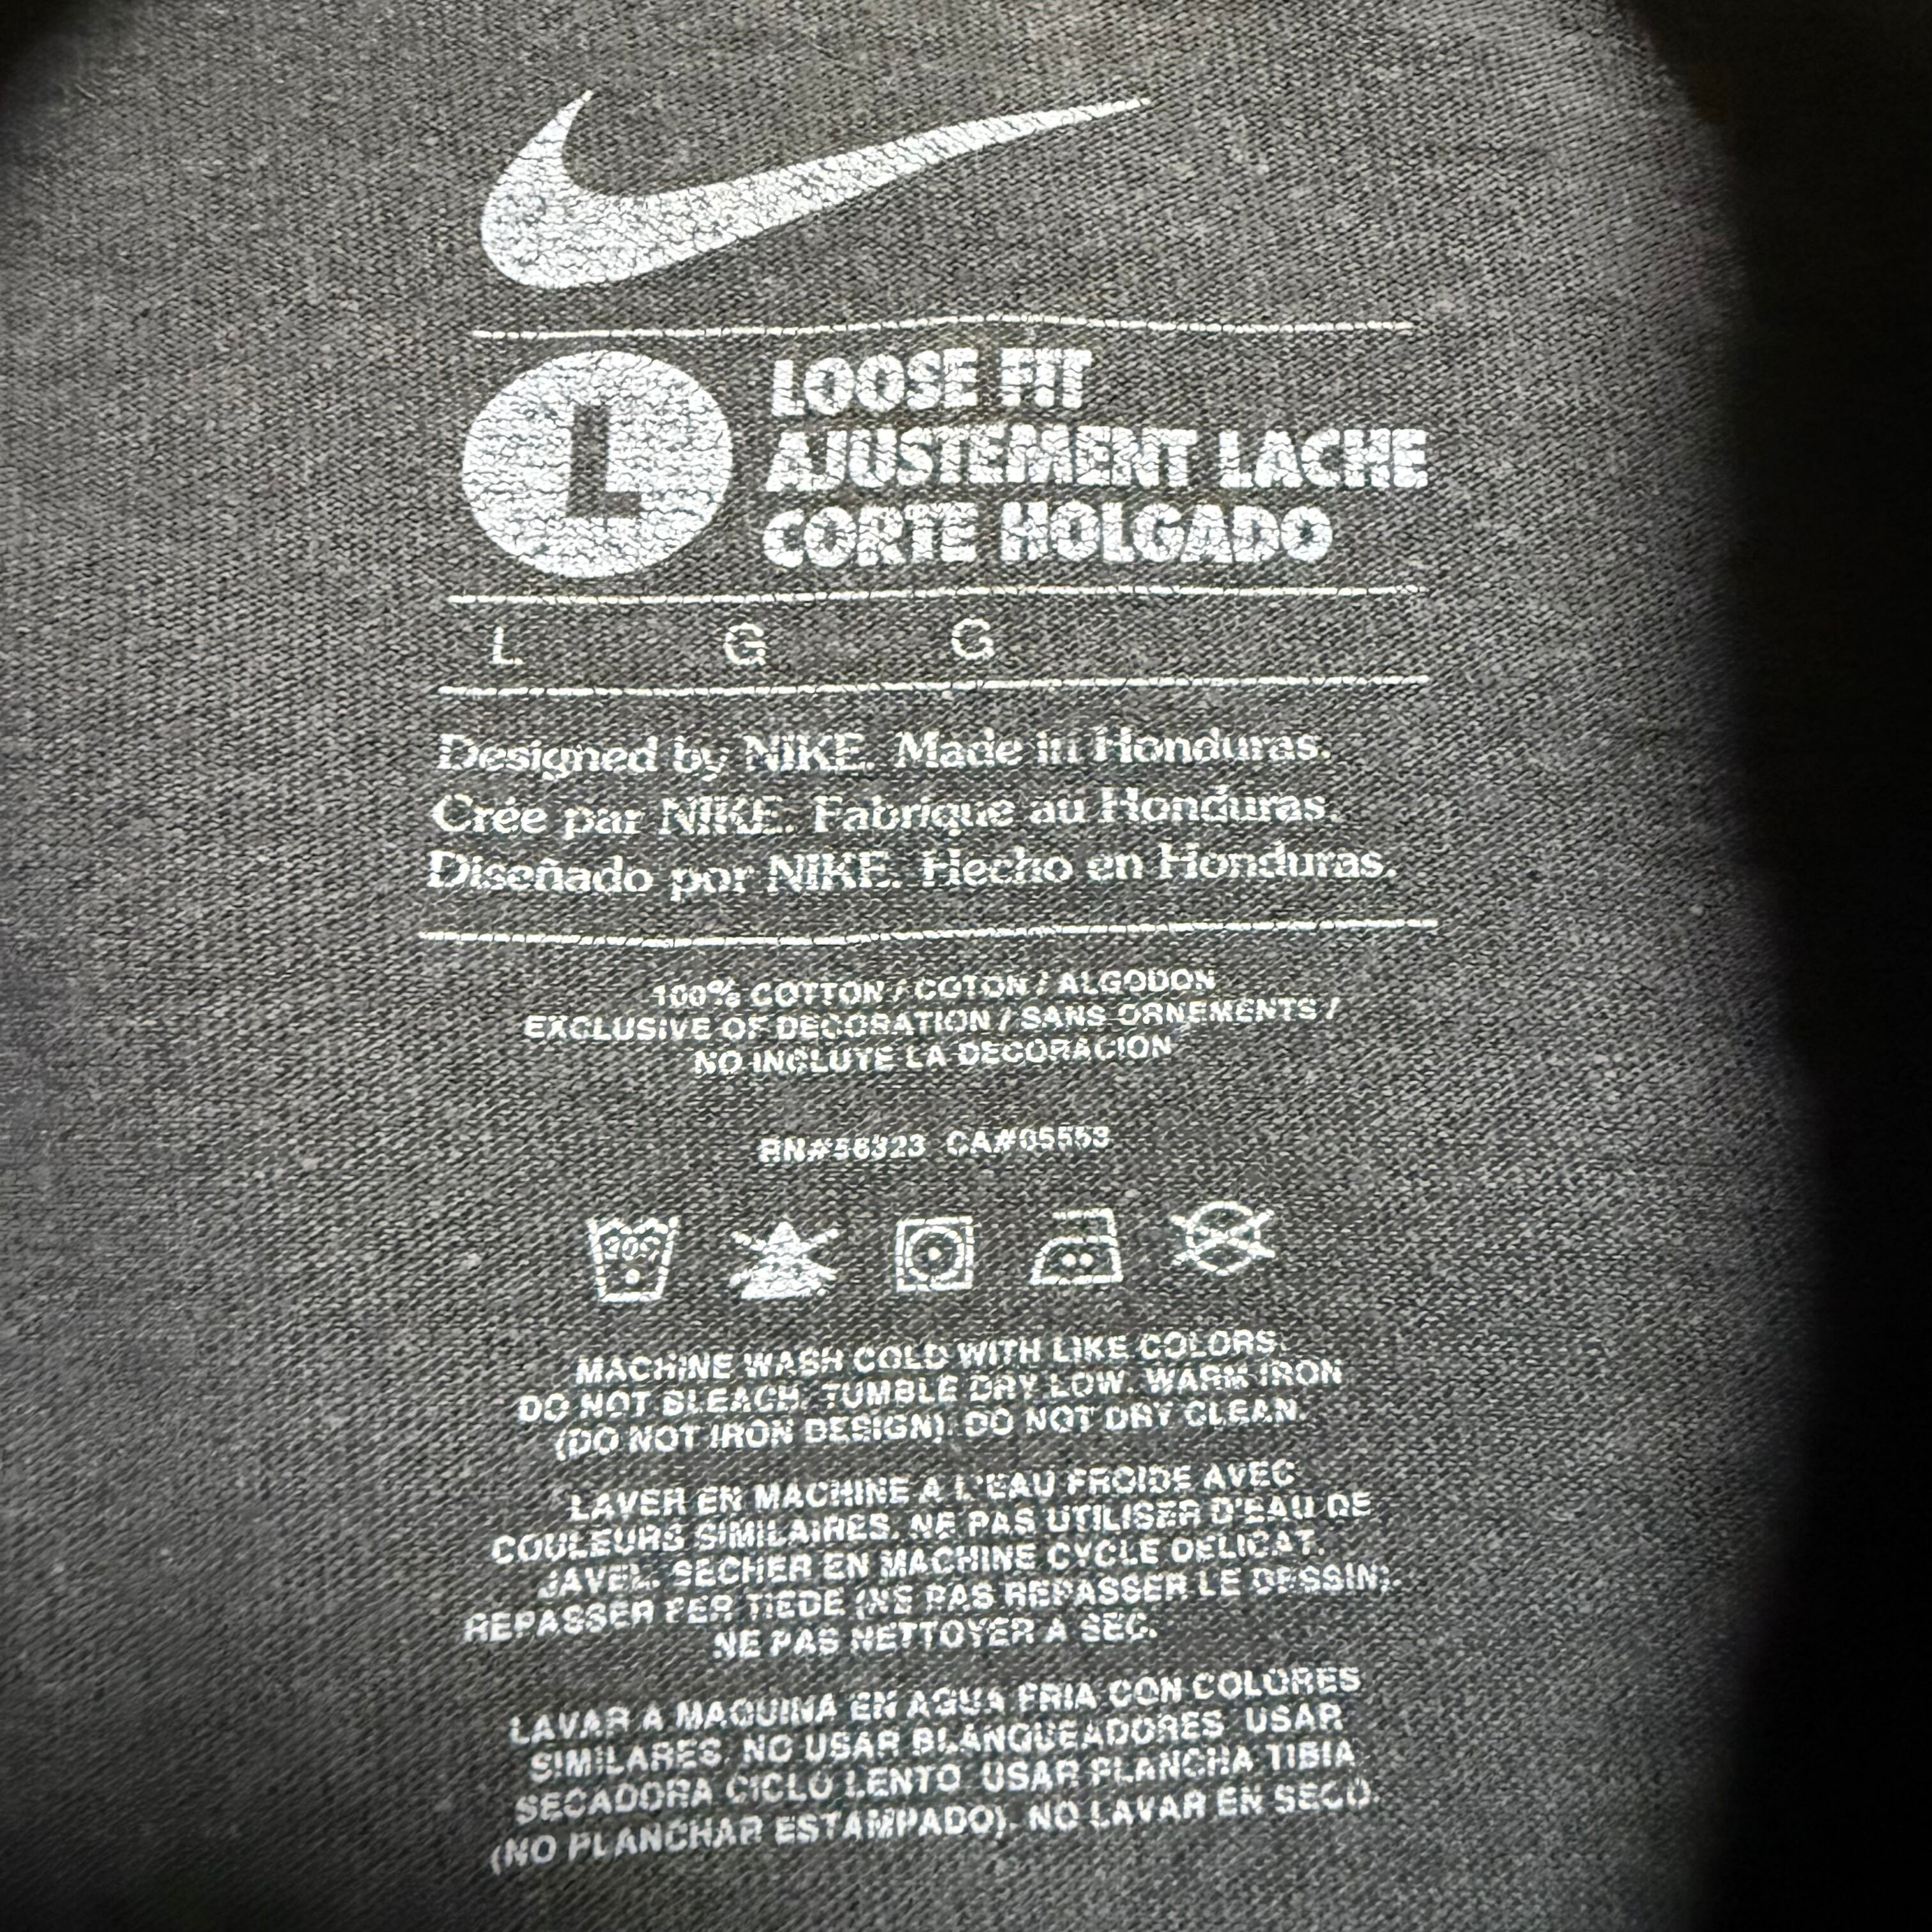 L
LOOSE FIT
AJUSTEMENT LACHE
CORTE HOLGADO
L G G
Designed by NIKE. Made in Honduras.
Crée par NIKE. Fabrique au Honduras.
Diseñado por NIKE. Hecho en Honduras.
100% COTTON / COTON / ALGODON
EXCLUSIVE OF DECORATION / SANS ORNEMENTS /
NO INCLUYE LA DECORACION
RN#56323 CA#05553
30C
MACHINE WASH COLD WITH LIKE COLORS.
DO NOT BLEACH. TUMBLE DRY LOW. WARM IRON
(DO NOT IRON DESIGN). DO NOT DRY CLEAN.
LAVER EN MACHINE A L'EAU FROIDE AVEC
COULEURS SIMILAIRES. NE PAS UTILISER D'EAU DE
JAVEL. SECHER EN MACHINE CYCLE DELICAT.
REPASSER FER TIEDE (NE PAS REPASSER LE DESSIN).
NE PAS NETTOYER A SEC.
LAVAR A MAQUINA EN AGUA FRIA CON COLORES
SIMILARES. NO USAR BLANQUEADORES. USAR
SECADORA CICLO LENTO. USAR PLANCHA TIBIA
(NO PLANCHAR ESTAMPADO). NO LAVAR EN SECO.